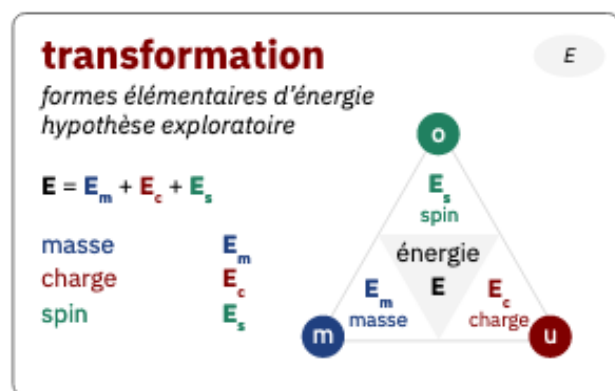 transformation
E
formes élémentaires d'énergie
hypothèse exploratoire
o
E = Em + Ec + Es
Es
spin
masse Em
charge Ec
spin Es
énergie
E
Em
masse
Ec
charge
m
u